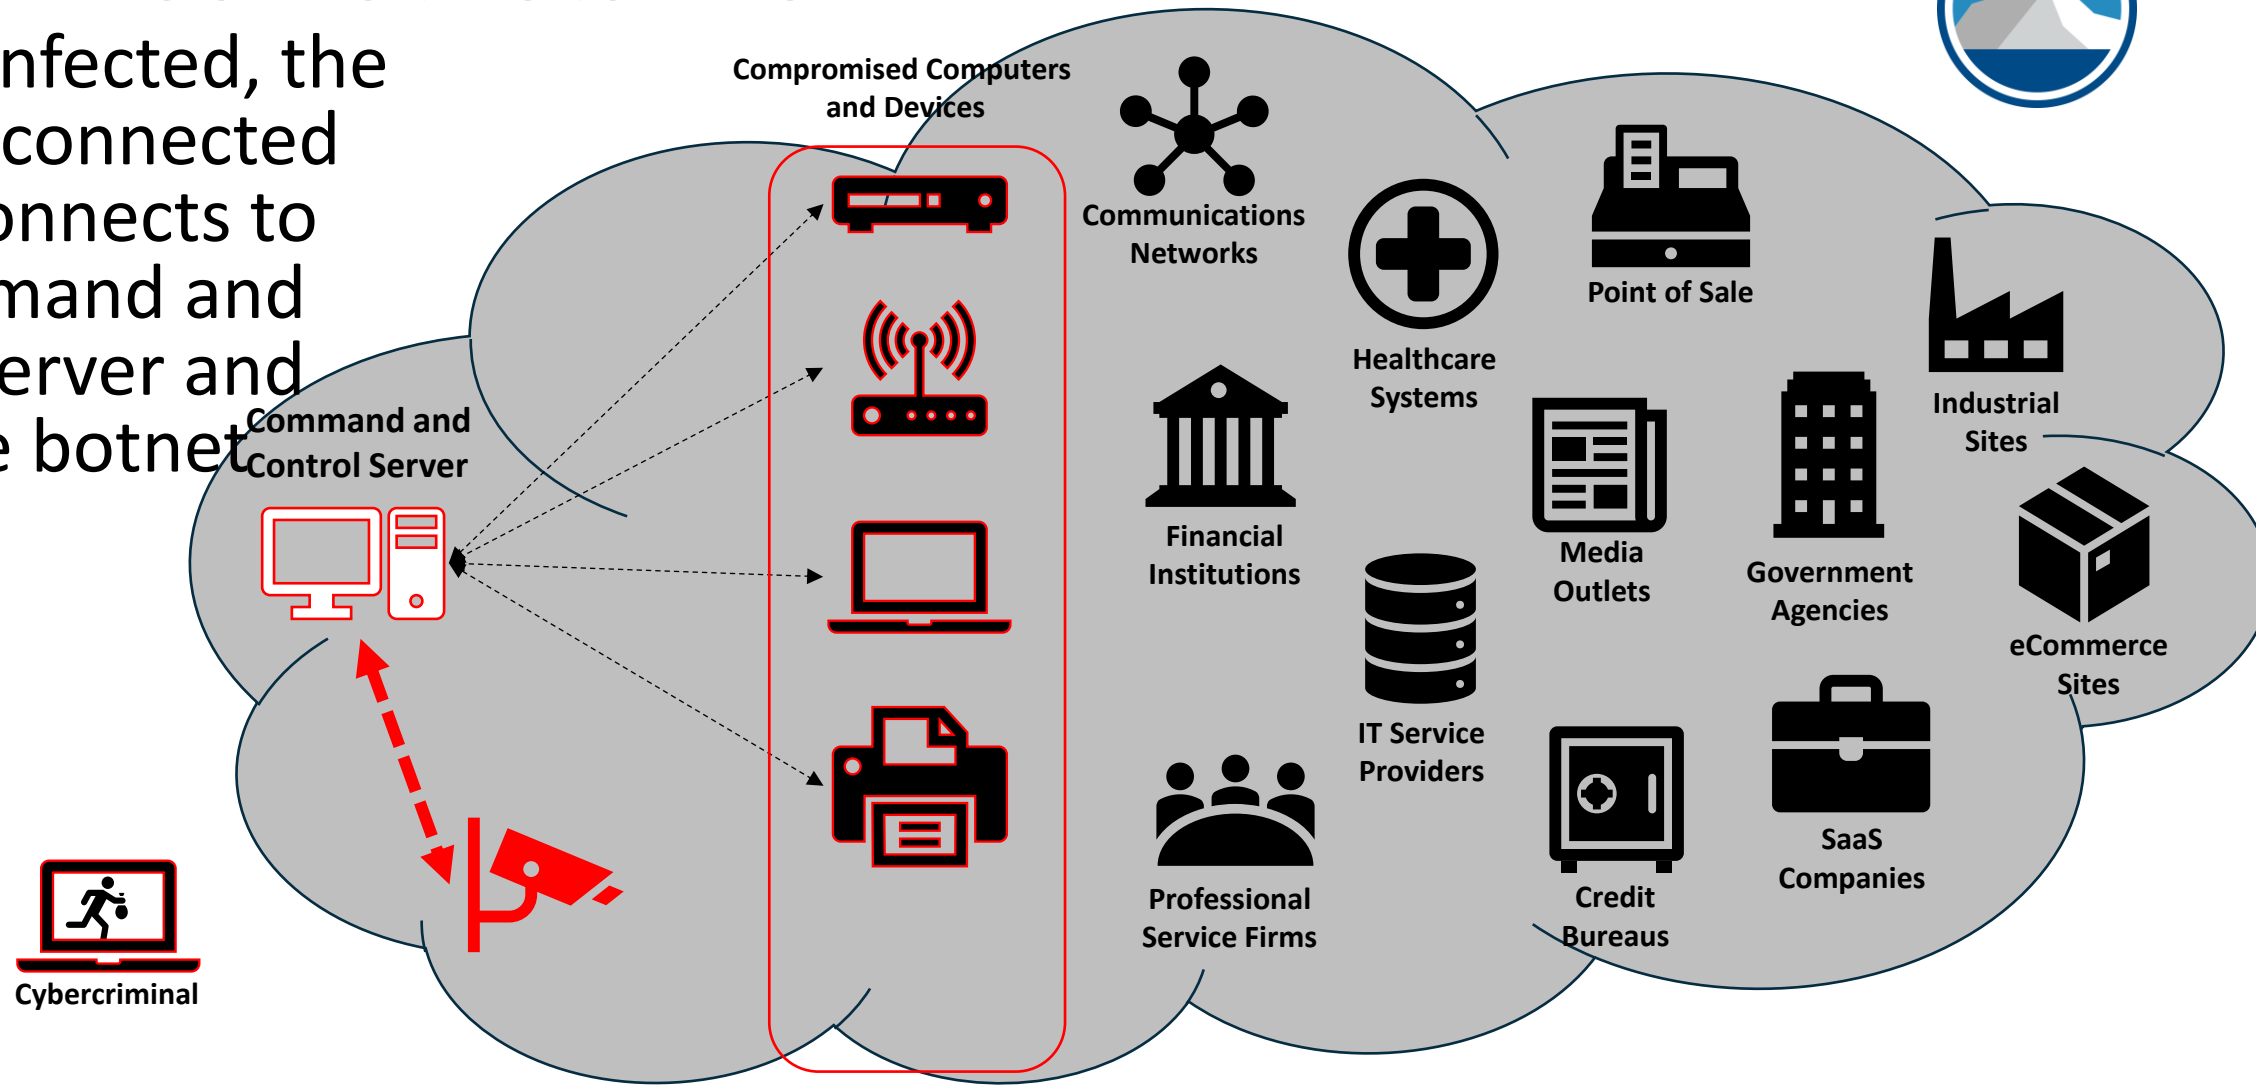 nfected, the
connected
onnects to
mand and
erver and
e botnet
Compromised Computers
and Devices
Command and
Control Server
Cybercriminal
Communications
Networks
Healthcare
Systems
Point of Sale
Industrial
Sites
Financial
Institutions
Media
Outlets
Government
Agencies
eCommerce
Sites
IT Service
Providers
Professional
Service Firms
Credit
Bureaus
SaaS
Companies